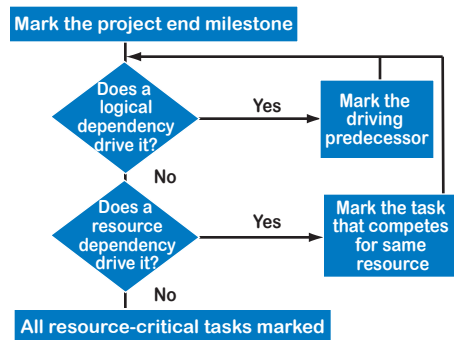 Mark the project end milestone
Does a
logical
dependency
drive it?
Yes
Mark the
driving
predecessor
No
Does a
resource
dependency
drive it?
Yes
Mark the task
that competes
for same
resource
No
All resource-critical tasks marked